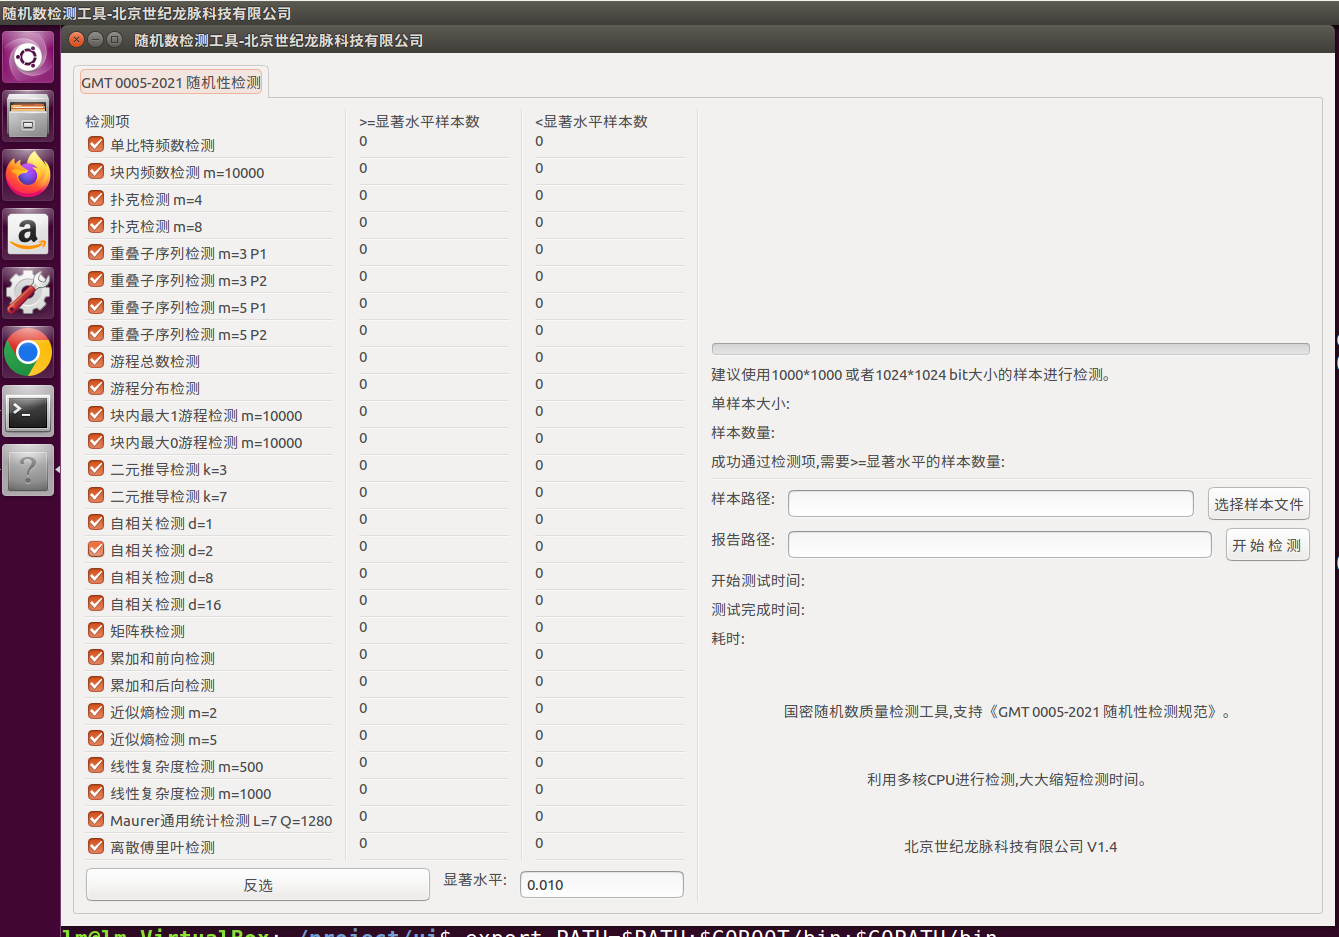 随机数检测工具-北京世纪龙脉科技有限公司
随机数检测工具-北京世纪龙脉科技有限公司
GMT 0005-2021 随机性检测
检测项 >=显著水平样本数 <显著水平样本数
单比特频数检测 0 0
块内频数检测 m=10000 0 0
扑克检测 m=4 0 0
扑克检测 m=8 0 0
重叠子序列检测 m=3 P1 0 0
重叠子序列检测 m=3 P2 0 0
重叠子序列检测 m=5 P1 0 0
重叠子序列检测 m=5 P2 0 0
游程总数检测 0 0
游程分布检测 0 0
块内最大1游程检测 m=10000 0 0
块内最大0游程检测 m=10000 0 0
二元推导检测 k=3 0 0
二元推导检测 k=7 0 0
自相关检测 d=1 0 0
自相关检测 d=2 0 0
自相关检测 d=8 0 0
自相关检测 d=16 0 0
矩阵秩检测 0 0
累加和前向检测 0 0
累加和后向检测 0 0
近似熵检测 m=2 0 0
近似熵检测 m=5 0 0
线性复杂度检测 m=500 0 0
线性复杂度检测 m=1000 0 0
Maurer通用统计检测 L=7 Q=1280 0 0
离散傅里叶检测 0 0
反选 显著水平: 0.010
建议使用1000*1000 或者1024*1024 bit大小的样本进行检测。
单样本大小:
样本数量:
成功通过检测项,需要>=显著水平的样本数量:
样本路径: 选择样本文件
报告路径: 开 始 检 测
开始测试时间:
测试完成时间:
耗时:
国密随机数质量检测工具,支持《GMT 0005-2021 随机性检测规范》。
利用多核CPU进行检测,大大缩短检测时间。
北京世纪龙脉科技有限公司 V1.4
lm@lm-VirtualBox:~/project/ui$ export PATH=$PATH:$GOROOT/bin:$GOPATH/bin